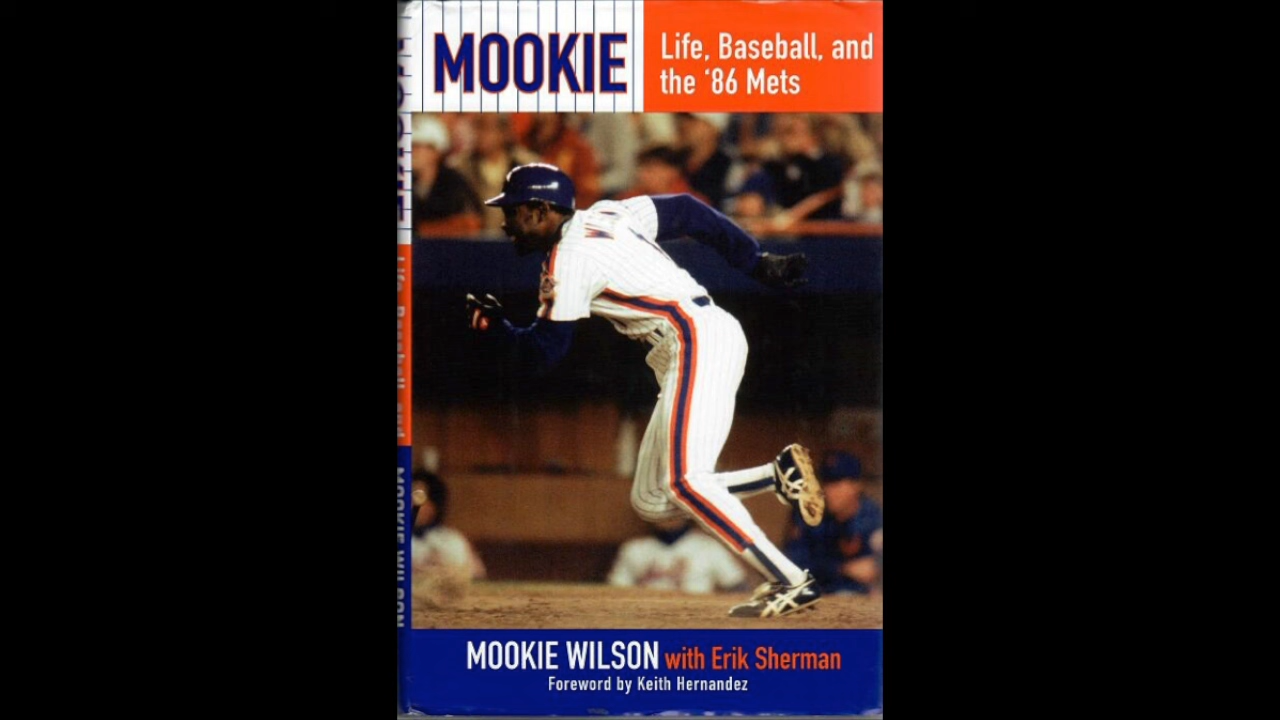 MOOKIE
Life, Baseball, and
the ‘86 Mets
MOOKIE WILSON with Erik Sherman
Foreword by Keith Hernandez